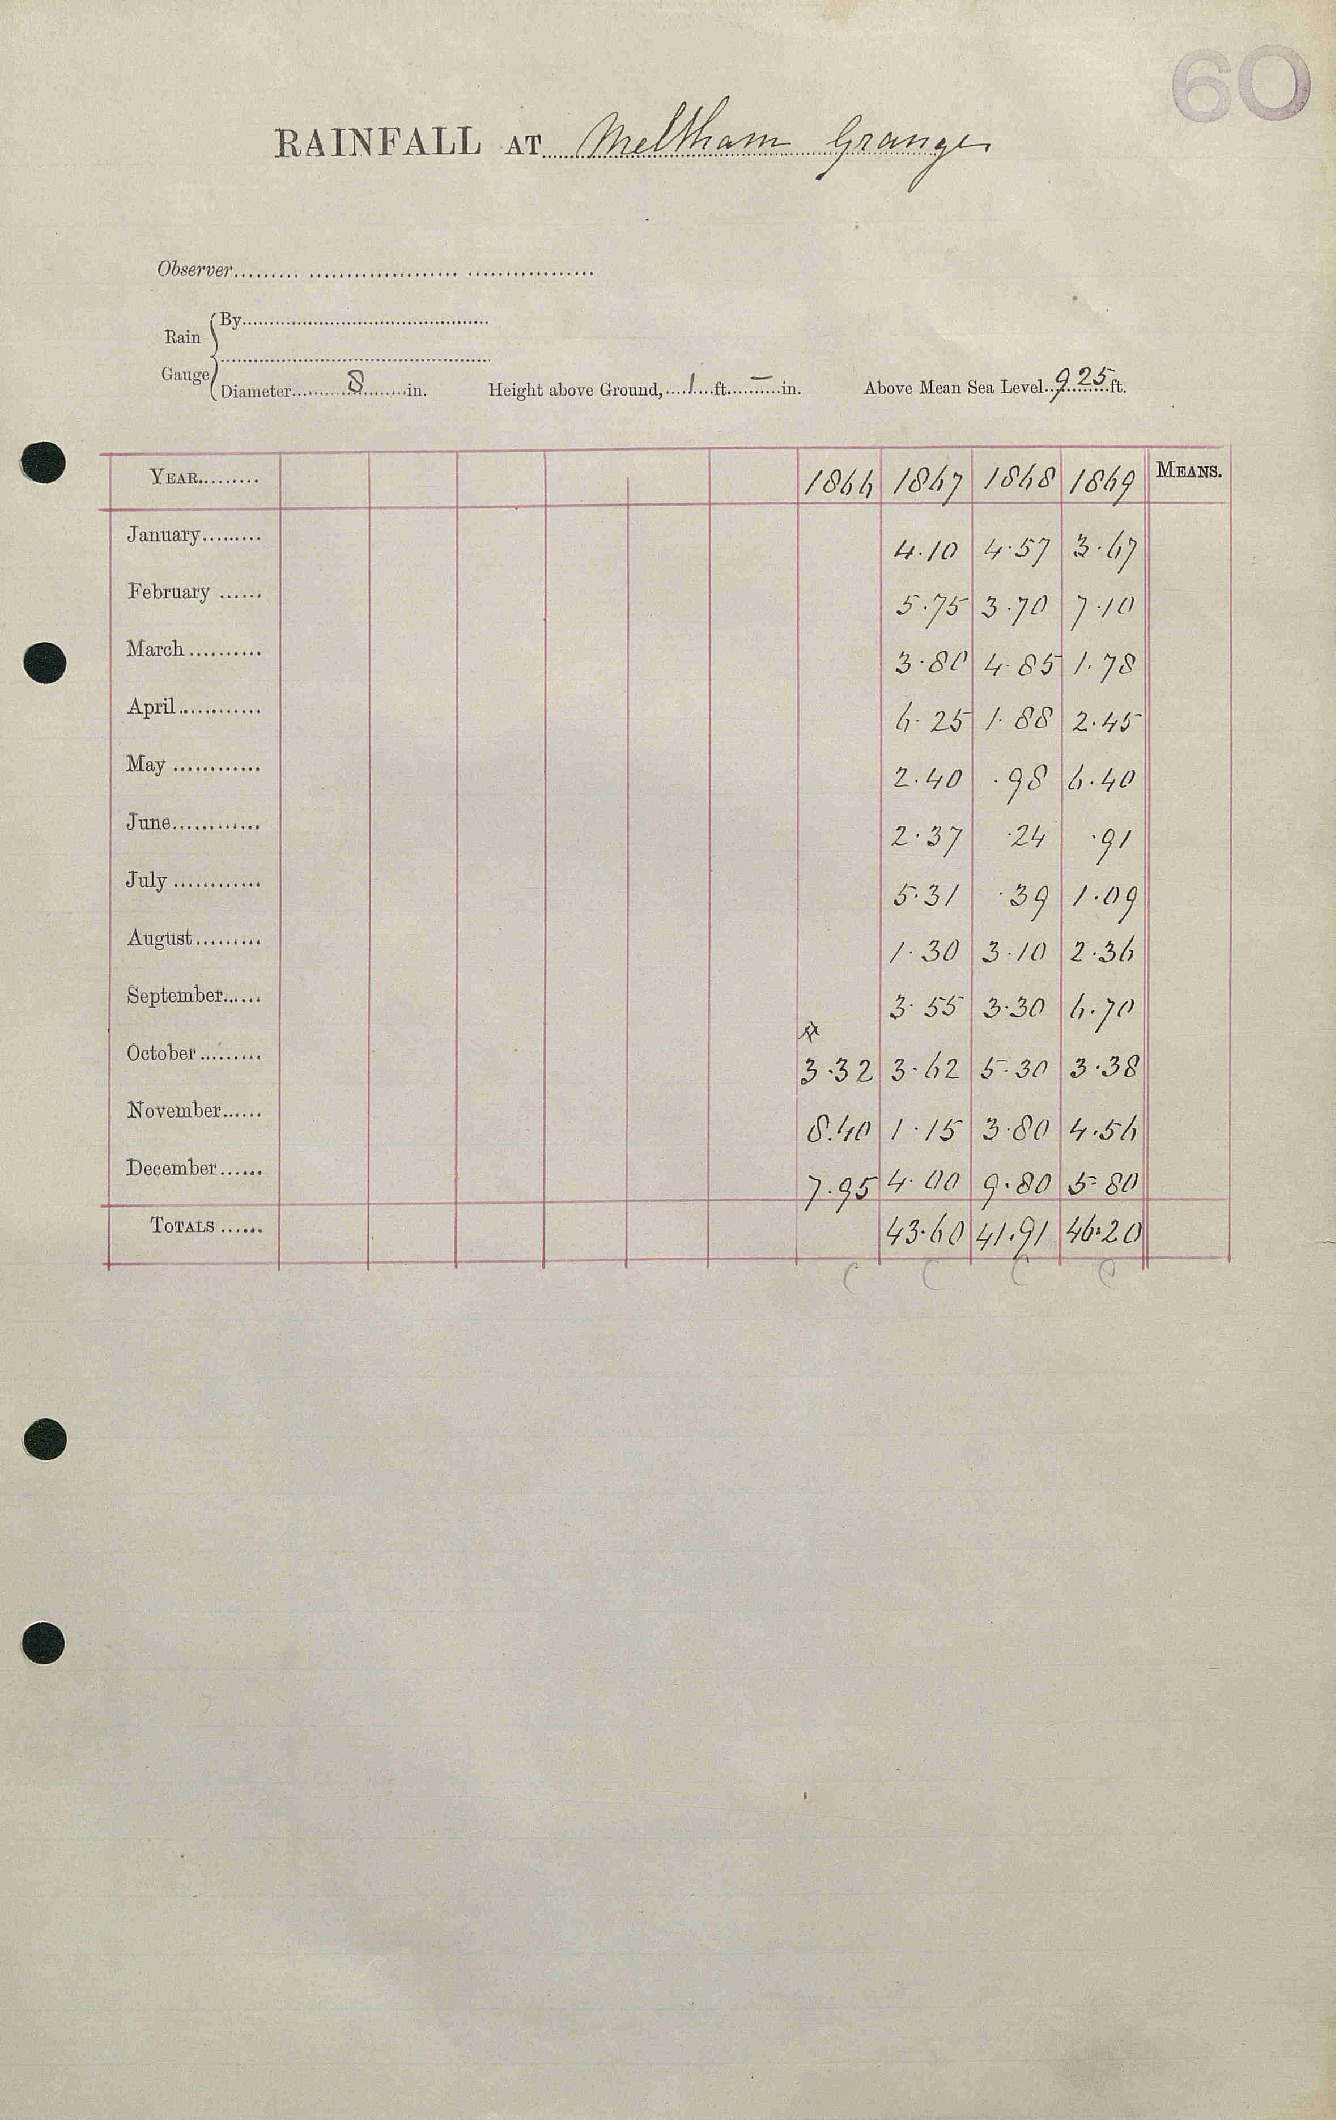 60
RAINFALL AT Meltham Grange
Observer
Rain Gauge
By
Diameter 8 in. Height above Ground, 1 ft. - in. Above Mean Sea Level 925 ft.
YEAR 1866 1867 1868 1869 MEANS.
January 4.10 4.57 3.67
February 5.75 3.70 7.10
March 3.80 4.85 1.78
April 6.25 1.88 2.45
May 2.40 .98 6.40
June 2.37 .24 .91
July 5.31 .39 1.09
August 1.30 3.10 2.36
September 3.55 3.30 6.70
October 3.32 3.62 5.30 3.38
November 8.40 1.15 3.80 4.56
December 7.95 4.00 9.80 5.80
TOTALS 43.60 41.91 46.20
C C C C